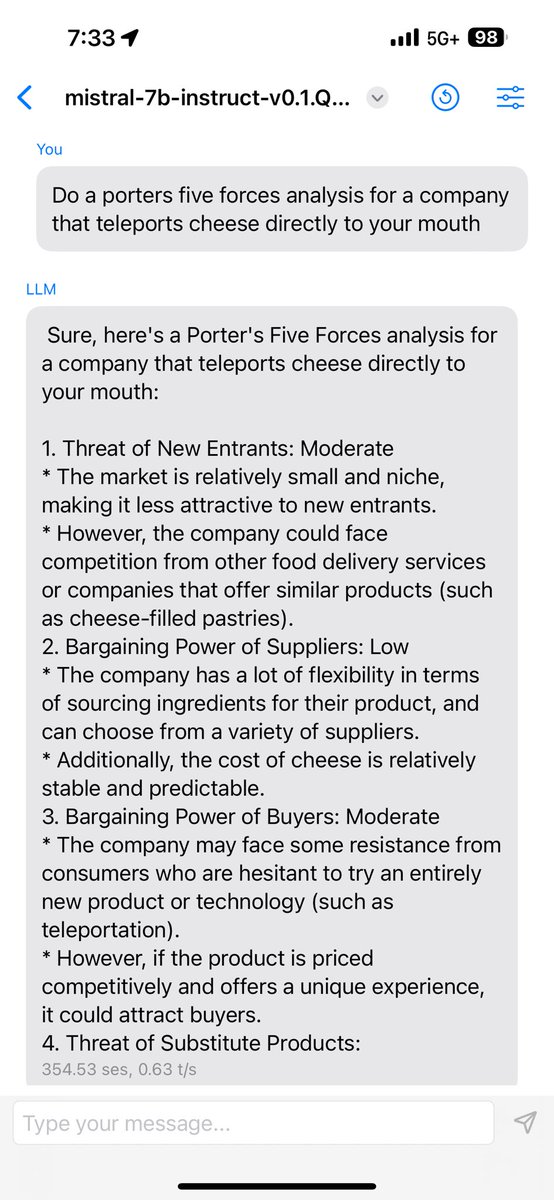 7:33 5G+ 98
mistral-7b-instruct-v0.1.Q...
You
Do a porters five forces analysis for a company
that teleports cheese directly to your mouth
LLM
Sure, here's a Porter's Five Forces analysis for
a company that teleports cheese directly to
your mouth:
1. Threat of New Entrants: Moderate
* The market is relatively small and niche,
making it less attractive to new entrants.
* However, the company could face
competition from other food delivery services
or companies that offer similar products (such
as cheese-filled pastries).
2. Bargaining Power of Suppliers: Low
* The company has a lot of flexibility in terms
of sourcing ingredients for their product, and
can choose from a variety of suppliers.
* Additionally, the cost of cheese is relatively
stable and predictable.
3. Bargaining Power of Buyers: Moderate
* The company may face some resistance from
consumers who are hesitant to try an entirely
new product or technology (such as
teleportation).
* However, if the product is priced
competitively and offers a unique experience,
it could attract buyers.
4. Threat of Substitute Products:
354.53 ses, 0.63 t/s
Type your message...